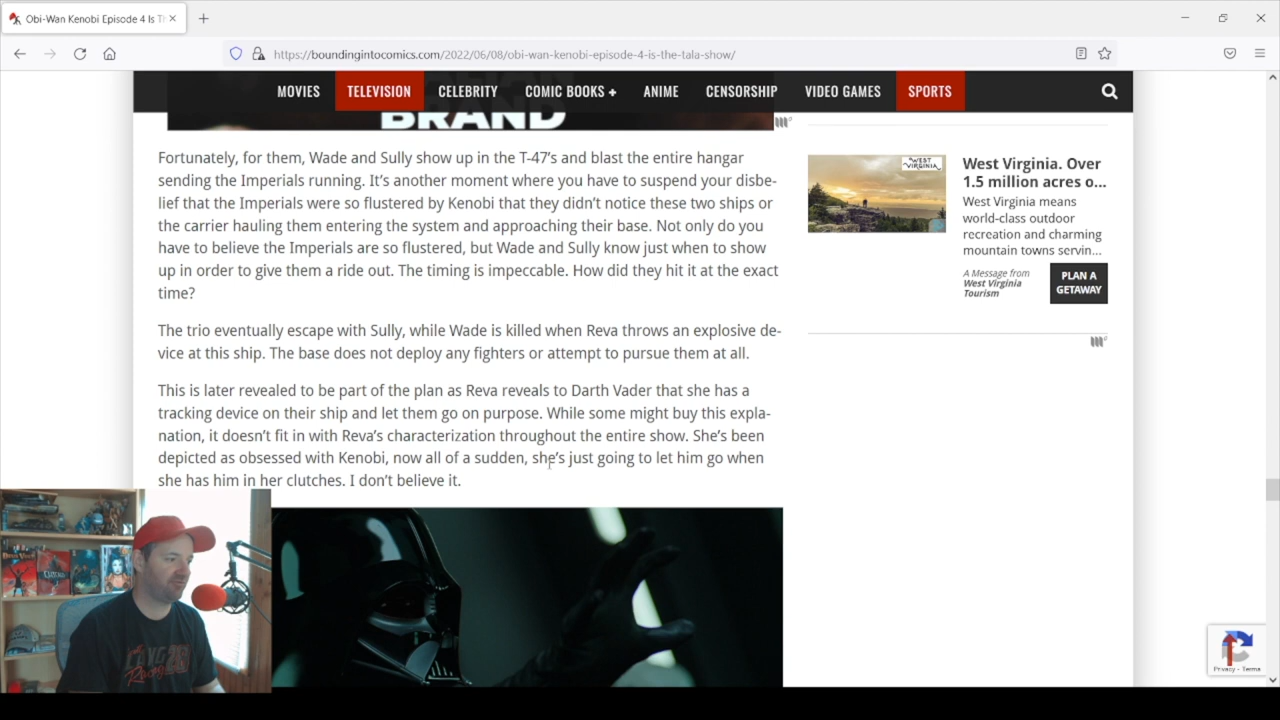 Obi-Wan Kenobi Episode 4 Is Th
https://boundingintocomics.com/2022/06/08/obi-wan-kenobi-episode-4-is-the-tala-show/
MOVIES TELEVISION CELEBRITY COMIC BOOKS + ANIME CENSORSHIP VIDEO GAMES SPORTS
BRAND
Fortunately, for them, Wade and Sully show up in the T-47's and blast the entire hangar
sending the Imperials running. It's another moment where you have to suspend your disbe-
lief that the Imperials were so flustered by Kenobi that they didn't notice these two ships or
the carrier hauling them entering the system and approaching their base. Not only do you
have to believe the Imperials are so flustered, but Wade and Sully know just when to show
up in order to give them a ride out. The timing is impeccable. How did they hit it at the exact
time?
The trio eventually escape with Sully, while Wade is killed when Reva throws an explosive de-
vice at this ship. The base does not deploy any fighters or attempt to pursue them at all.
This is later revealed to be part of the plan as Reva reveals to Darth Vader that she has a
tracking device on their ship and let them go on purpose. While some might buy this expla-
nation, it doesn't fit in with Reva's characterization throughout the entire show. She's been
depicted as obsessed with Kenobi, now all of a sudden, she's just going to let him go when
she has him in her clutches. I don't believe it.
WEST VIRGINIA
West Virginia. Over
1.5 million acres o...
West Virginia means
world-class outdoor
recreation and charming
mountain towns servin...
A Message from
West Virginia
Tourism
PLAN A
GETAWAY
Privacy - Terms